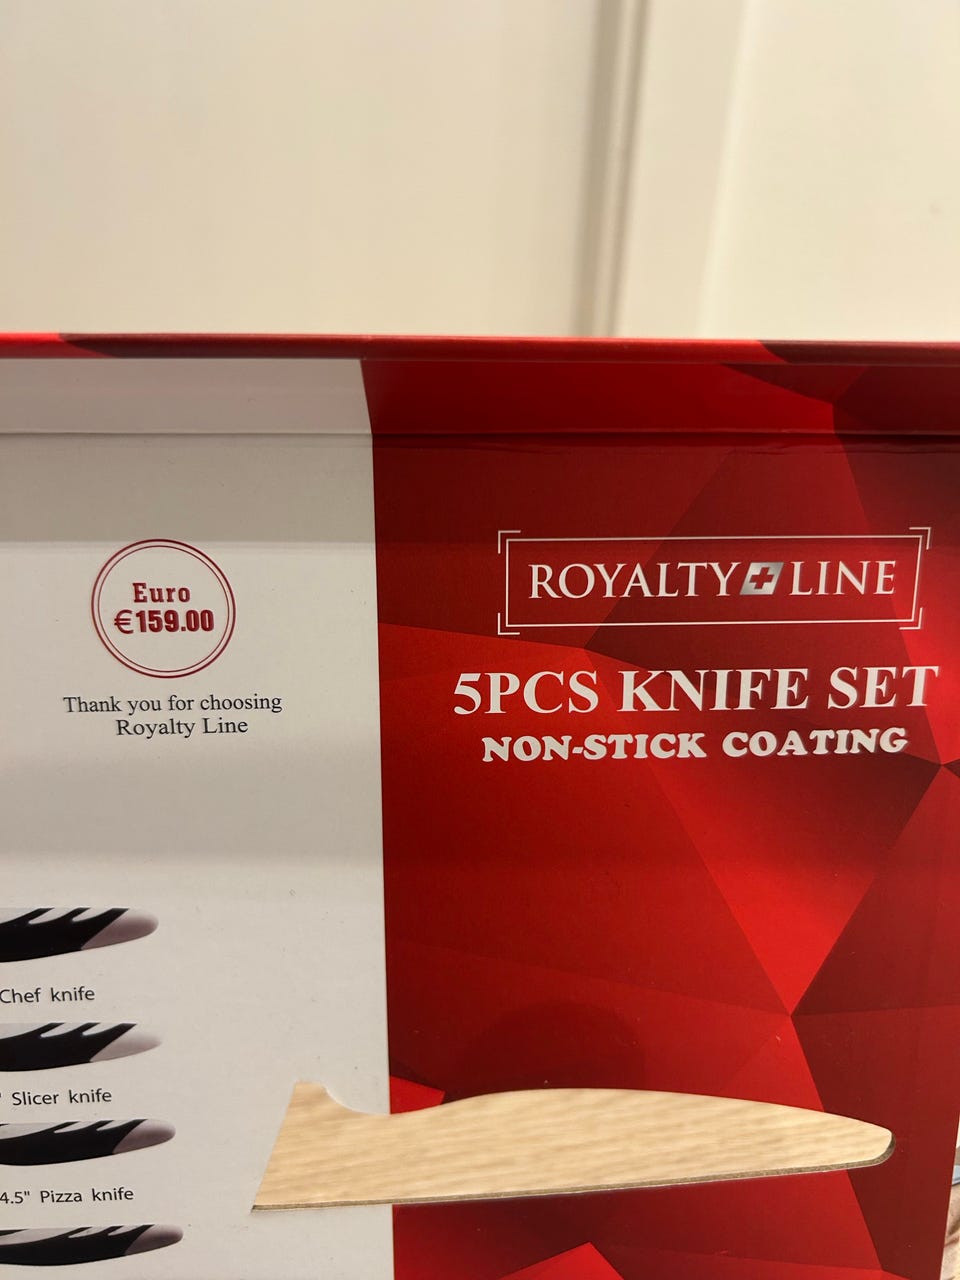 Euro
€159.00
Thank you for choosing
Royalty Line
ROYALTY LINE
5PCS KNIFE SET
NON-STICK COATING
Chef knife
Slicer knife
4.5" Pizza knife